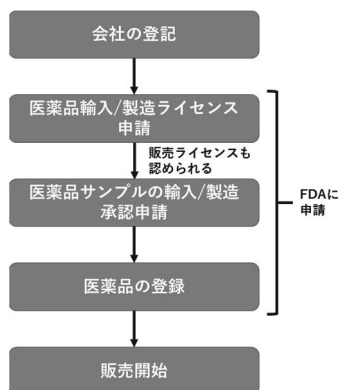 会社の登記
医薬品輸入/製造ライセンス
申請
販売ライセンスも
認められる
医薬品サンプルの輸入/製造
承認申請
FDAに
申請
医薬品の登録
販売開始